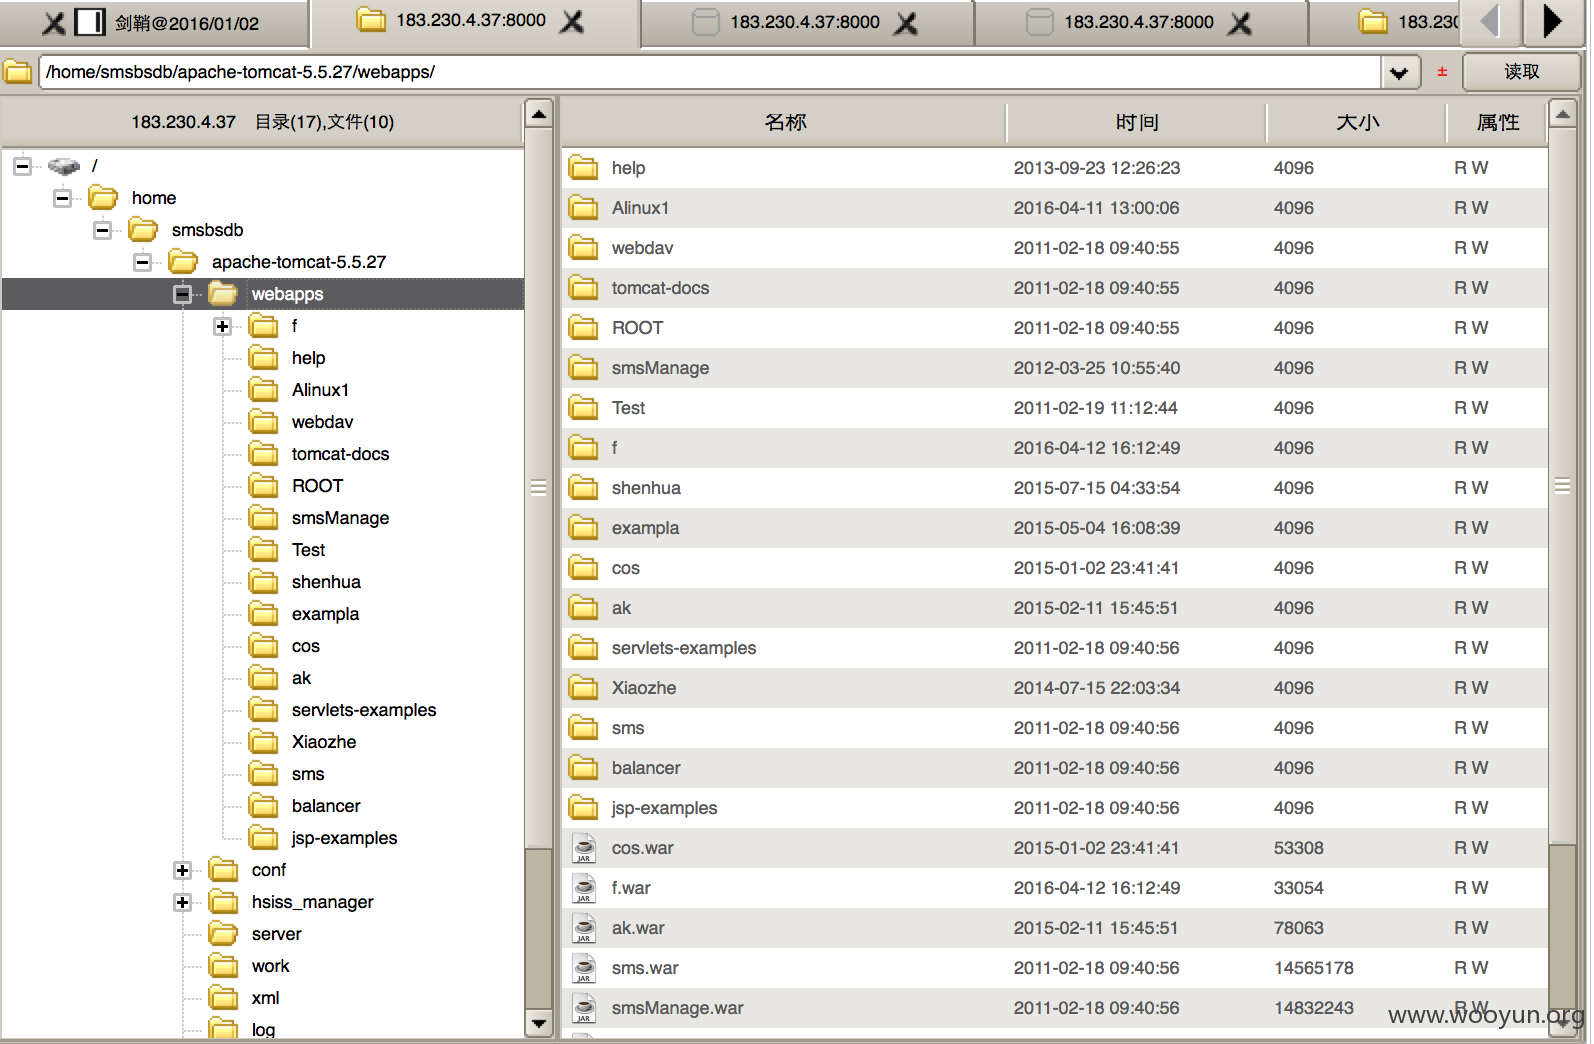 剑鞘@2016/01/02 183.230.4.37:8000 183.230.4.37:8000 183.230.4.37:8000 183.230
/home/smsbsdb/apache-tomcat-5.5.27/webapps/ ± 读取
183.230.4.37 目录(17),文件(10)
/
home
smsbsdb
apache-tomcat-5.5.27
webapps
f
help
Alinux1
webdav
tomcat-docs
ROOT
smsManage
Test
shenhua
exampla
cos
ak
servlets-examples
Xiaozhe
sms
balancer
jsp-examples
conf
hsiss_manager
server
work
xml
log
名称 时间 大小 属性
help 2013-09-23 12:26:23 4096 R W
Alinux1 2016-04-11 13:00:06 4096 R W
webdav 2011-02-18 09:40:55 4096 R W
tomcat-docs 2011-02-18 09:40:55 4096 R W
ROOT 2011-02-18 09:40:55 4096 R W
smsManage 2012-03-25 10:55:40 4096 R W
Test 2011-02-19 11:12:44 4096 R W
f 2016-04-12 16:12:49 4096 R W
shenhua 2015-07-15 04:33:54 4096 R W
exampla 2015-05-04 16:08:39 4096 R W
cos 2015-01-02 23:41:41 4096 R W
ak 2015-02-11 15:45:51 4096 R W
servlets-examples 2011-02-18 09:40:56 4096 R W
Xiaozhe 2014-07-15 22:03:34 4096 R W
sms 2011-02-18 09:40:56 4096 R W
balancer 2011-02-18 09:40:56 4096 R W
jsp-examples 2011-02-18 09:40:56 4096 R W
cos.war 2015-01-02 23:41:41 53308 R W
f.war 2016-04-12 16:12:49 33054 R W
ak.war 2015-02-11 15:45:51 78063 R W
sms.war 2011-02-18 09:40:56 14565178 R W
smsManage.war 2011-02-18 09:40:56 14832243 R W
www.wooyun.org